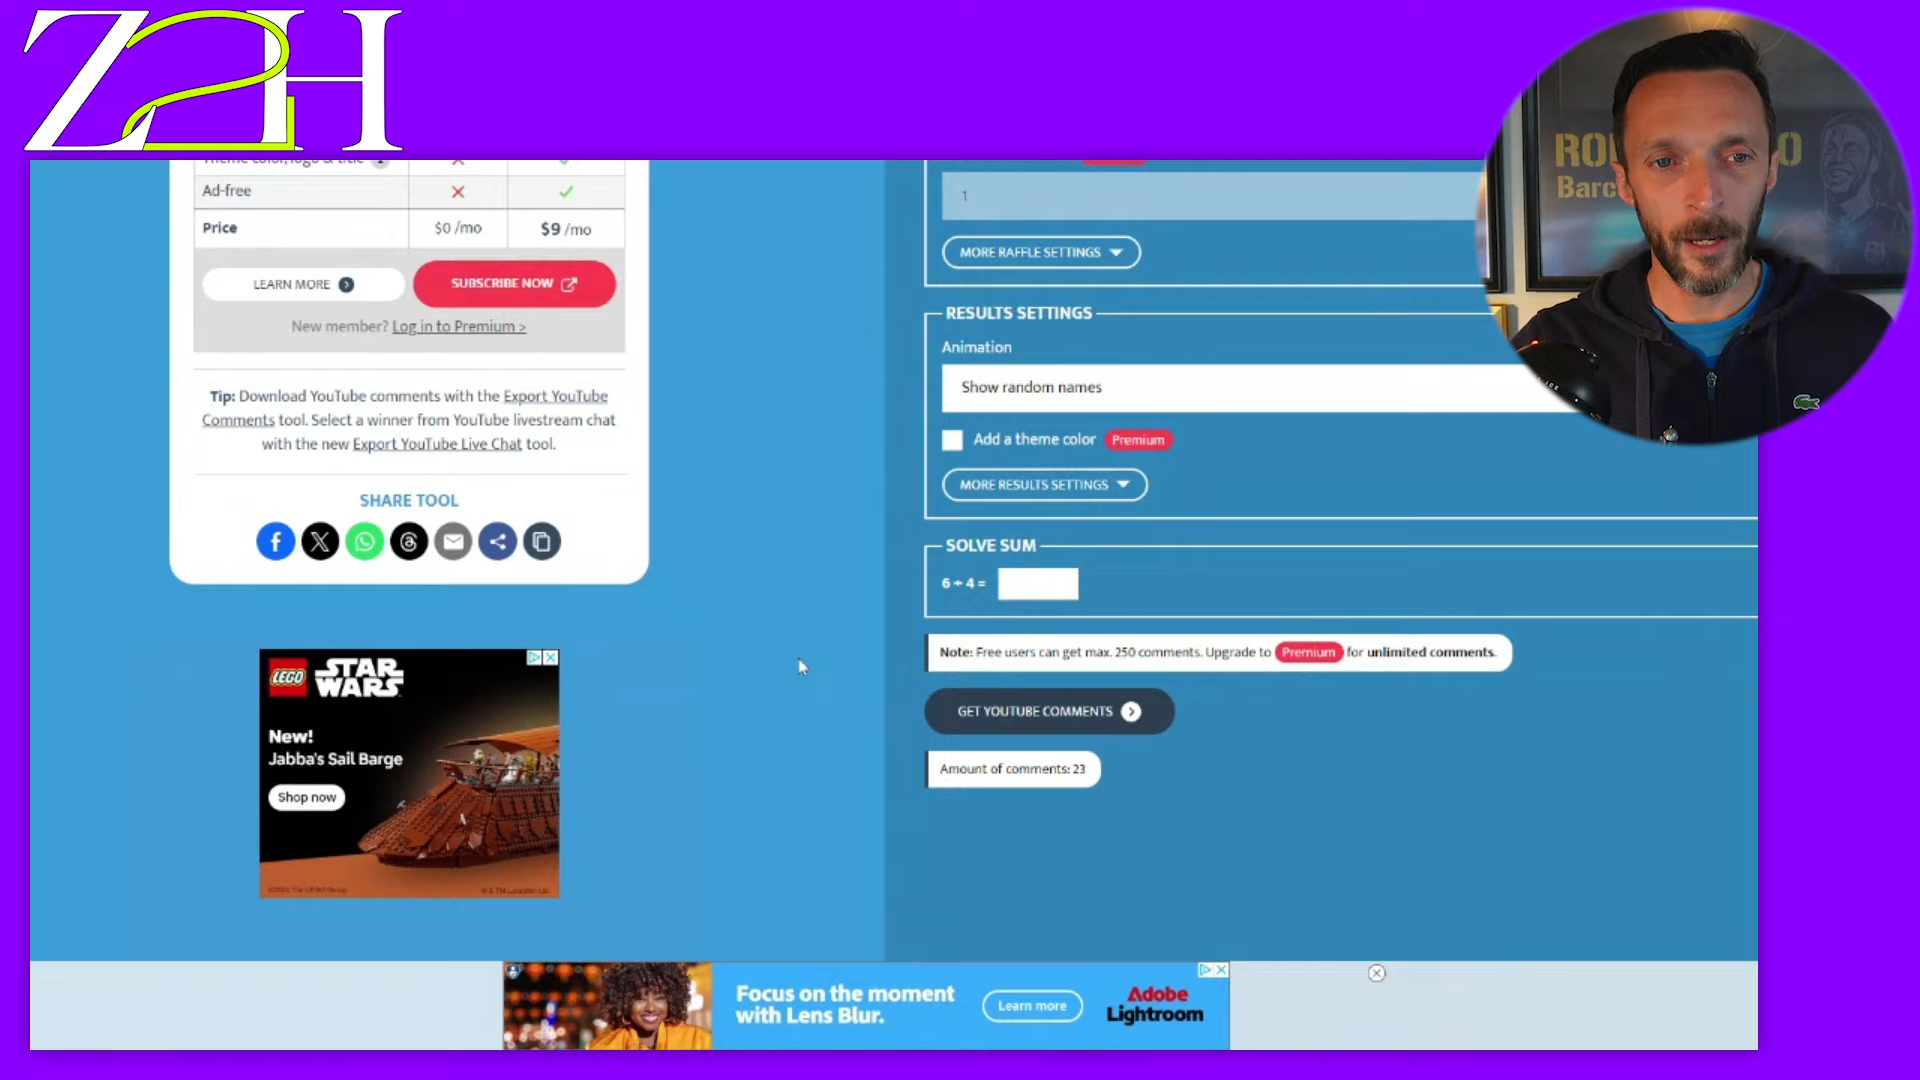 Z2H
Theme color, logo & title
Ad-free
Price $0 /mo $9 /mo
LEARN MORE
SUBSCRIBE NOW
New member? Log in to Premium >
Tip: Download YouTube comments with the Export YouTube
Comments tool. Select a winner from YouTube livestream chat
with the new Export YouTube Live Chat tool.
SHARE TOOL
LEGO STAR
WARS
New!
Jabba's Sail Barge
Shop now
1
MORE RAFFLE SETTINGS
RESULTS SETTINGS
Animation
Show random names
Add a theme color Premium
MORE RESULTS SETTINGS
SOLVE SUM
6 + 4 =
Note: Free users can get max. 250 comments. Upgrade to Premium for unlimited comments.
GET YOUTUBE COMMENTS
Amount of comments: 23
Focus on the moment
with Lens Blur.
Learn more
Adobe
Lightroom